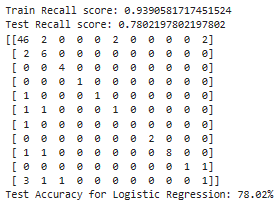 Train Recall score: 0.9390581717451524
Test Recall score: 0.7802197802197802
[[46 2 0 0 0 2 0 0 0 0 2]
[ 2 6 0 0 0 0 0 0 0 0 0]
[ 0 0 4 0 0 0 0 0 0 0 0]
[ 0 0 0 1 0 0 0 0 0 0 0]
[ 1 0 0 0 1 0 0 0 0 0 0]
[ 1 1 0 0 0 1 0 0 0 0 0]
[ 1 0 0 0 0 0 0 0 0 0 0]
[ 0 0 0 0 0 0 0 2 0 0 0]
[ 1 1 0 0 0 0 0 0 8 0 0]
[ 0 0 0 0 0 0 0 0 0 1 1]
[ 3 1 1 0 0 0 0 0 0 0 1]]
Test Accuracy for Logistic Regression: 78.02%